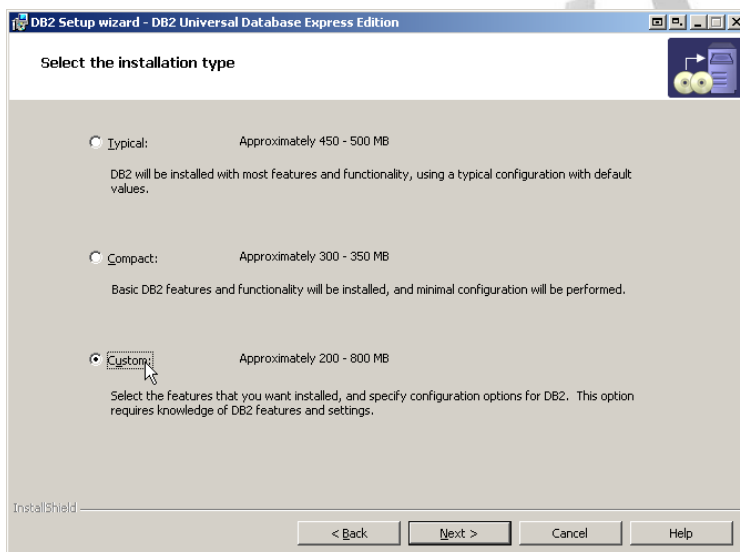 DB2 Setup wizard - DB2 Universal Database Express Edition
Select the installation type
Typical: Approximately 450 - 500 MB
DB2 will be installed with most features and functionality, using a typical configuration with default
values.
Compact: Approximately 300 - 350 MB
Basic DB2 features and functionality will be installed, and minimal configuration will be performed.
Custom: Approximately 200 - 800 MB
Select the features that you want installed, and specify configuration options for DB2. This option
requires knowledge of DB2 features and settings.
InstallShield
< Back Next > Cancel Help